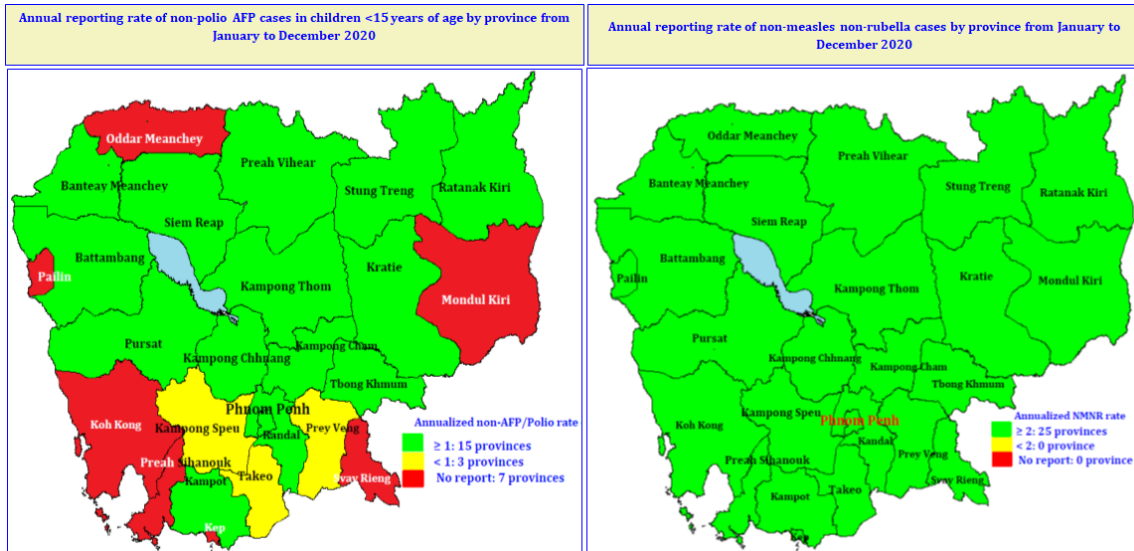 Annual reporting rate of non-polio AFP cases in children <15 years of age by province from
January to December 2020
Oddar Meanchey
Preah Vihear
Banteay Meanchey
Stung Treng
Ratanak Kiri
Siem Reap
Battambang
Kratie
Pailin
Kampong Thom
Mondul Kiri
Pursat
Kampong Cham
Kampong Chhnang
Tbong Khmum
Phnom Penh
Koh Kong
Kampong Speu
Prey Veng
Kandal
Preah Sihanouk
Takeo
Svay Rieng
Kampot
Kep
Annualized non-AFP/Polio rate
≥ 1: 15 provinces
< 1: 3 provinces
No report: 7 provinces
Annual reporting rate of non-measles non-rubella cases by province from January to
December 2020
Oddar Meanchey
Preah Vihear
Banteay Meanchey
Stung Treng
Ratanak Kiri
Siem Reap
Battambang
Pailin
Kratie
Mondul Kiri
Kampong Thom
Pursat
Kampong Chhnang
Kampong Cham
Tbong Khmum
Kampong Speu
Phnom Penh
Koh Kong
Kandal
Prey Veng
Preah Sihanouk
Svay Rieng
Takeo
Kampot
Kep
Annualized NMNR rate
≥ 2: 25 provinces
< 2: 0 province
No report: 0 province